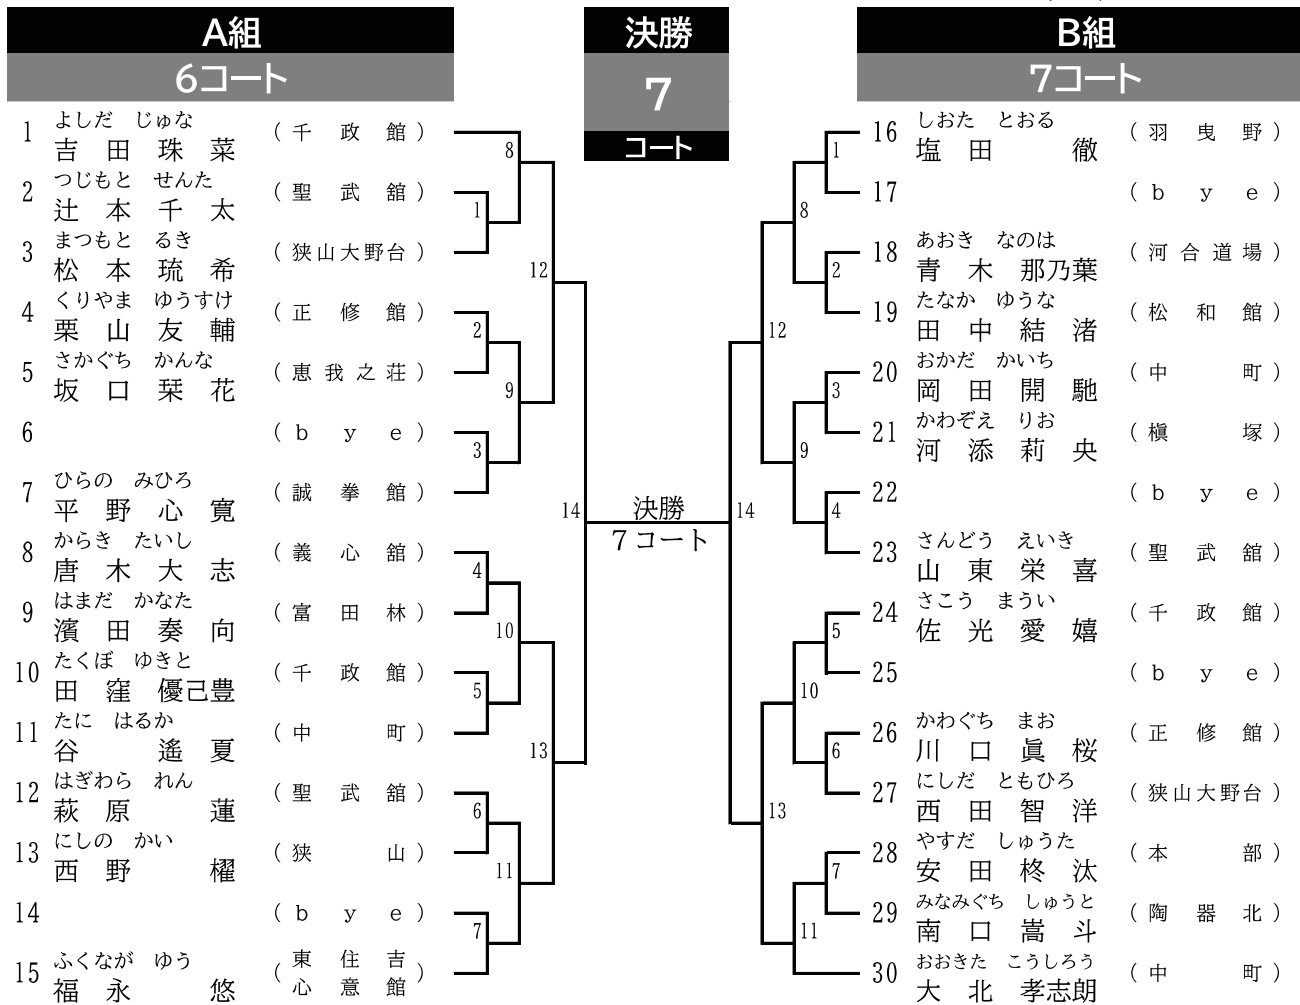 A組
6コート
決勝
7
コート
B組
7コート
1 よしだ じゅな
吉田珠菜 (千政館)
2 つじもと せんた
辻本千太 (聖武舘)
3 まつもと るき
松本琉希 (狭山大野台)
4 くりやま ゆうすけ
栗山友輔 (正修館)
5 さかぐち かんな
坂口栞花 (恵我之荘)
6 (bye)
7 ひらの みひろ
平野心寛 (誠拳館)
8 からき たいし
唐木大志 (義心舘)
9 はまだ かなた
濱田奏向 (富田林)
10 たくぼ ゆきと
田窪優己豊 (千政館)
11 たに はるか
谷遙夏 (中町)
12 はぎわら れん
萩原蓮 (聖武舘)
13 にしの かい
西野櫂 (狭山)
14 (bye)
15 ふくなが ゆう
福永悠 (東住吉
心意館)
8
1
12
2
9
3
14
4
10
5
13
6
11
7
決勝
7コート
1
8
2
12
3
9
4
14
5
10
6
13
7
11
16 しおた とおる
塩田徹 (羽曳野)
17 (bye)
18 あおき なのは
青木那乃葉 (河合道場)
19 たなか ゆうな
田中結渚 (松和館)
20 おかだ かいち
岡田開馳 (中町)
21 かわぞえ りお
河添莉央 (槇塚)
22 (bye)
23 さんどう えいき
山東栄喜 (聖武舘)
24 さこう まうい
佐光愛嬉 (千政館)
25 (bye)
26 かわぐち まお
川口眞桜 (正修館)
27 にしだ ともひろ
西田智洋 (狭山大野台)
28 やすだ しゅうた
安田柊汰 (本部)
29 みなみぐち しゅうと
南口嵩斗 (陶器北)
30 おおきた こうしろう
大北孝志朗 (中町)